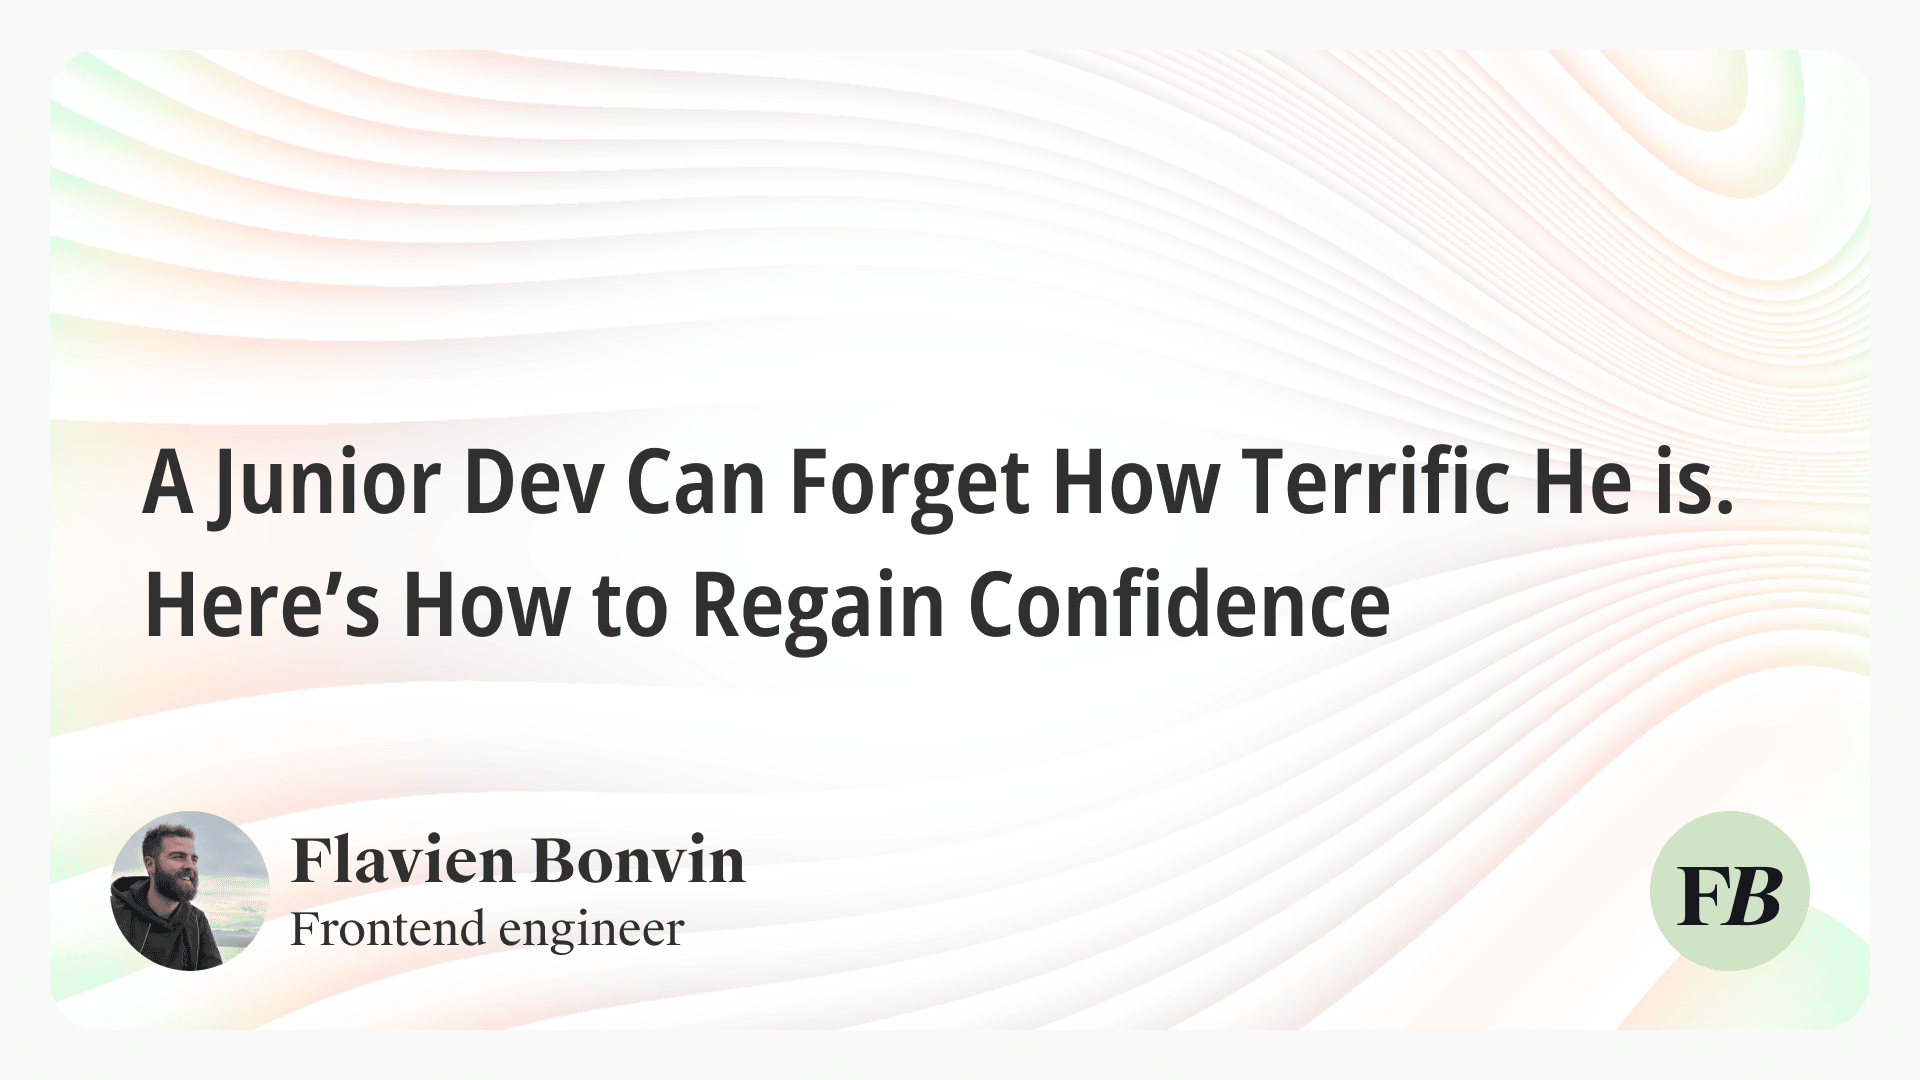 A Junior Dev Can Forget How Terrific He is.
Here’s How to Regain Confidence
Flavien Bonvin
Frontend engineer
FB